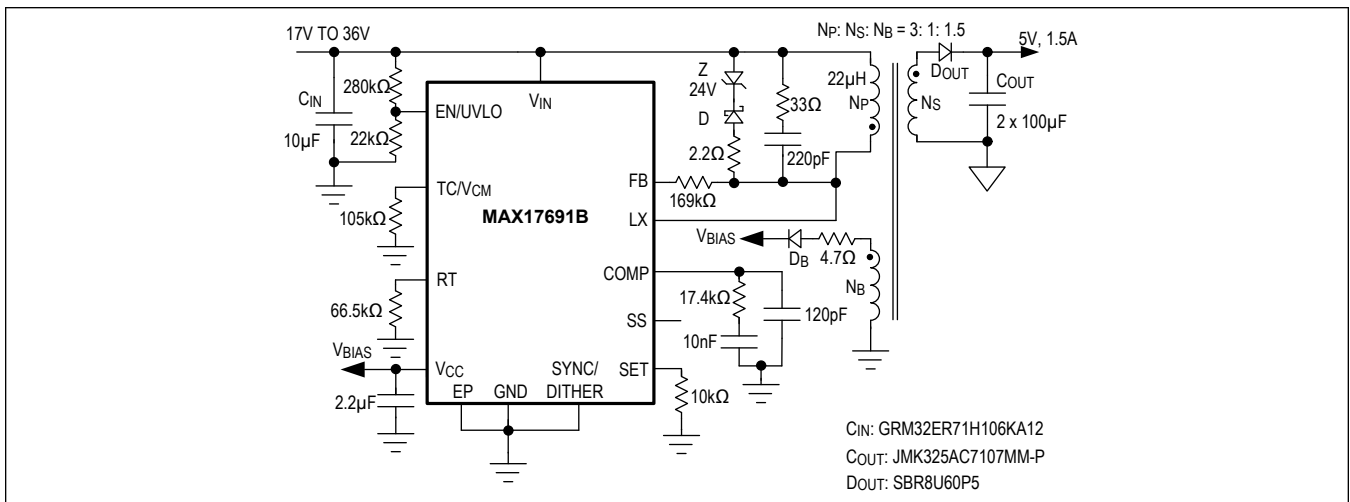 17V TO 36V
NP: NS: NB = 3: 1: 1.5
5V, 1.5A
DOUT
Z
24V
22µH
COUT
280kΩ
CIN
VIN
33Ω
NP
NS
EN/UVLO
D
10µF
22kΩ
2 x 100µF
2.2Ω
220pF
FB
TC/VCM
169kΩ
105kΩ
MAX17691B
LX
VBIAS
DB
4.7Ω
COMP
RT
NB
17.4kΩ
66.5kΩ
SS
120pF
10nF
VBIAS
VCC
SYNC/
DITHER
SET
EP
GND
2.2µF
10kΩ
CIN: GRM32ER71H106KA12
COUT: JMK325AC7107MM-P
DOUT: SBR8U60P5